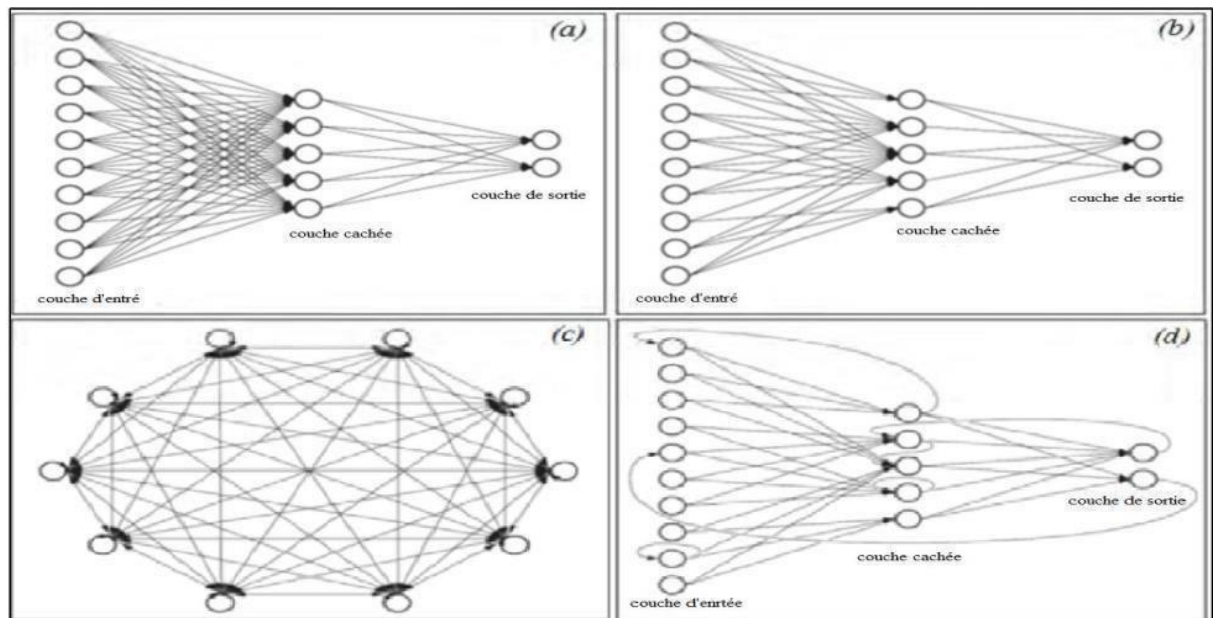 (a)
couche de sortie
couche cachée
couche d'entré
(b)
couche de sortie
couche cachée
couche d'entré
(c)
(d)
couche de sortie
couche cachée
couche d'enrtée